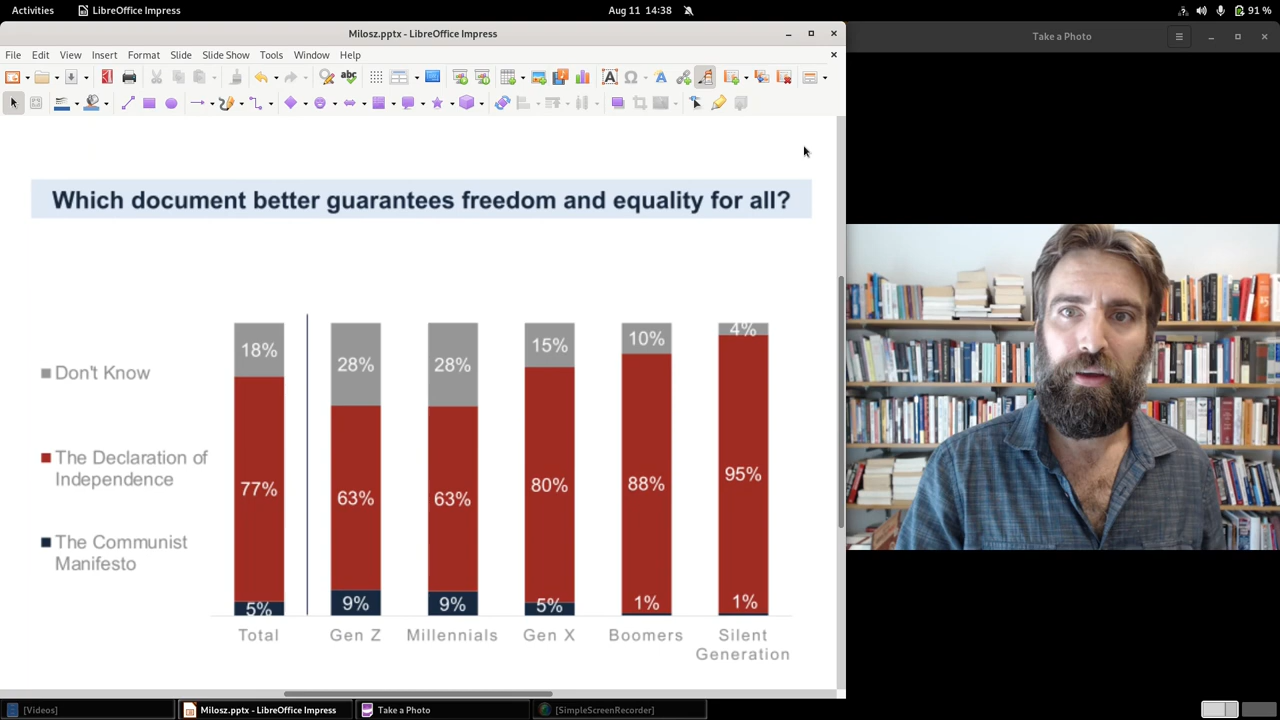 Activities
LibreOffice Impress
Aug 11 14:38
91 %
Milosz.pptx - LibreOffice Impress
Take a Photo
File Edit View Insert Format Slide Slide Show Tools Window Help
Which document better guarantees freedom and equality for all?
Don't Know
The Declaration of
Independence
The Communist
Manifesto
18% 28% 28% 15% 10% 4%
77% 63% 63% 80% 88% 95%
5% 9% 9% 5% 1% 1%
Total Gen Z Millennials Gen X Boomers Silent
Generation
[Videos]
Milosz.pptx - LibreOffice Impress
Take a Photo
[SimpleScreenRecorder]